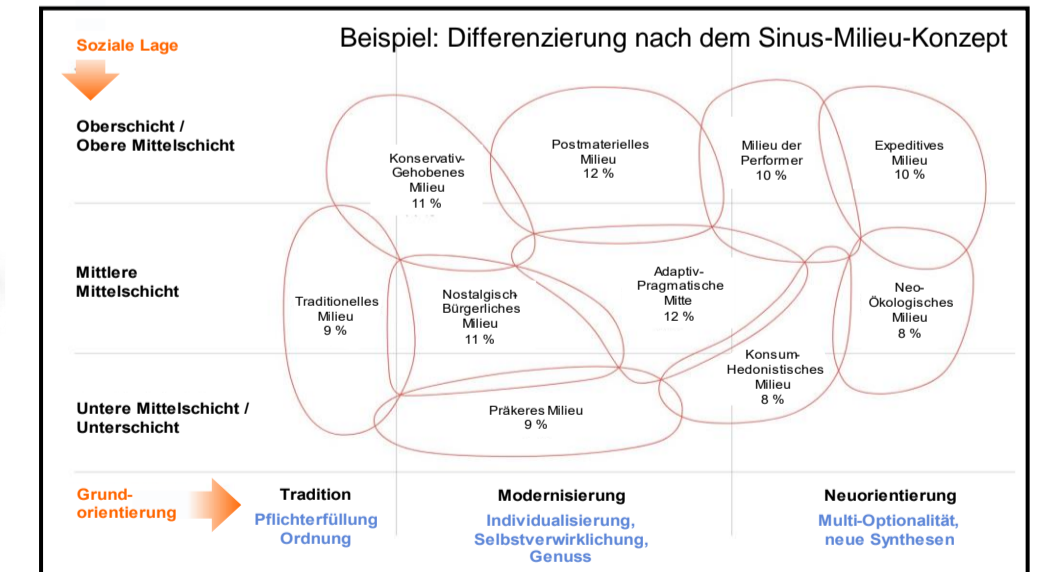 Beispiel: Differenzierung nach dem Sinus-Milieu-Konzept
Soziale Lage
Oberschicht /
Obere Mittelschicht
Konservativ-
Gehobenes
Milieu
11 %
Postmaterielles
Milieu
12 %
Milieu der
Performer
10 %
Expeditives
Milieu
10 %
Mittlere
Mittelschicht
Traditionelles
Milieu
9 %
Nostalgisch-
Bürgerliches
Milieu
11 %
Adaptiv-
Pragmatische
Mitte
12 %
Neo-
Ökologisches
Milieu
8 %
Konsum-
Hedonistisches
Milieu
8 %
Untere Mittelschicht /
Unterschicht
Präkeres Milieu
9 %
Grund-
orientierung
Tradition
Pflichterfüllung
Ordnung
Modernisierung
Individualisierung,
Selbstverwirklichung,
Genuss
Neuorientierung
Multi-Optionalität,
neue Synthesen